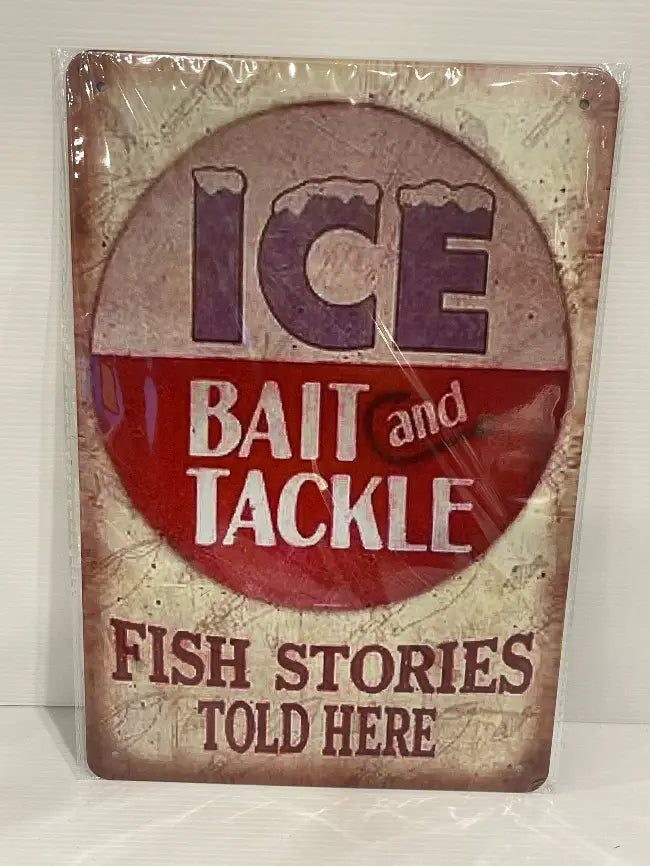 ICE
BAIT and
TACKLE
FISH STORIES
TOLD HERE